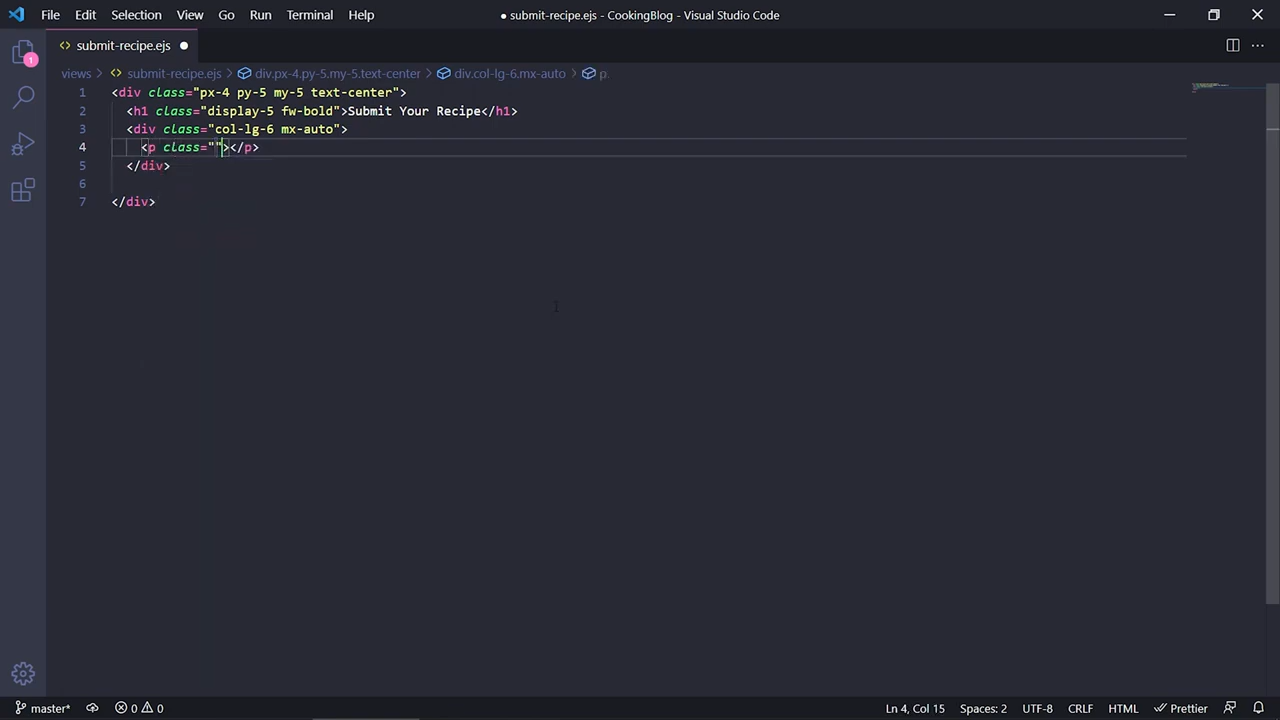 File Edit Selection View Go Run Terminal Help
● submit-recipe.ejs - CookingBlog - Visual Studio Code
1
<> submit-recipe.ejs ●
views > <> submit-recipe.ejs > div.px-4.py-5.my-5.text-center > div.col-lg-6.mx-auto > p.
1 <div class="px-4 py-5 my-5 text-center">
2 <h1 class="display-5 fw-bold">Submit Your Recipe</h1>
3 <div class="col-lg-6 mx-auto">
4 <p class=""></p>
5 </div>
6
7 </div>
master* 0 0 Ln 4, Col 15 Spaces: 2 UTF-8 CRLF HTML Prettier